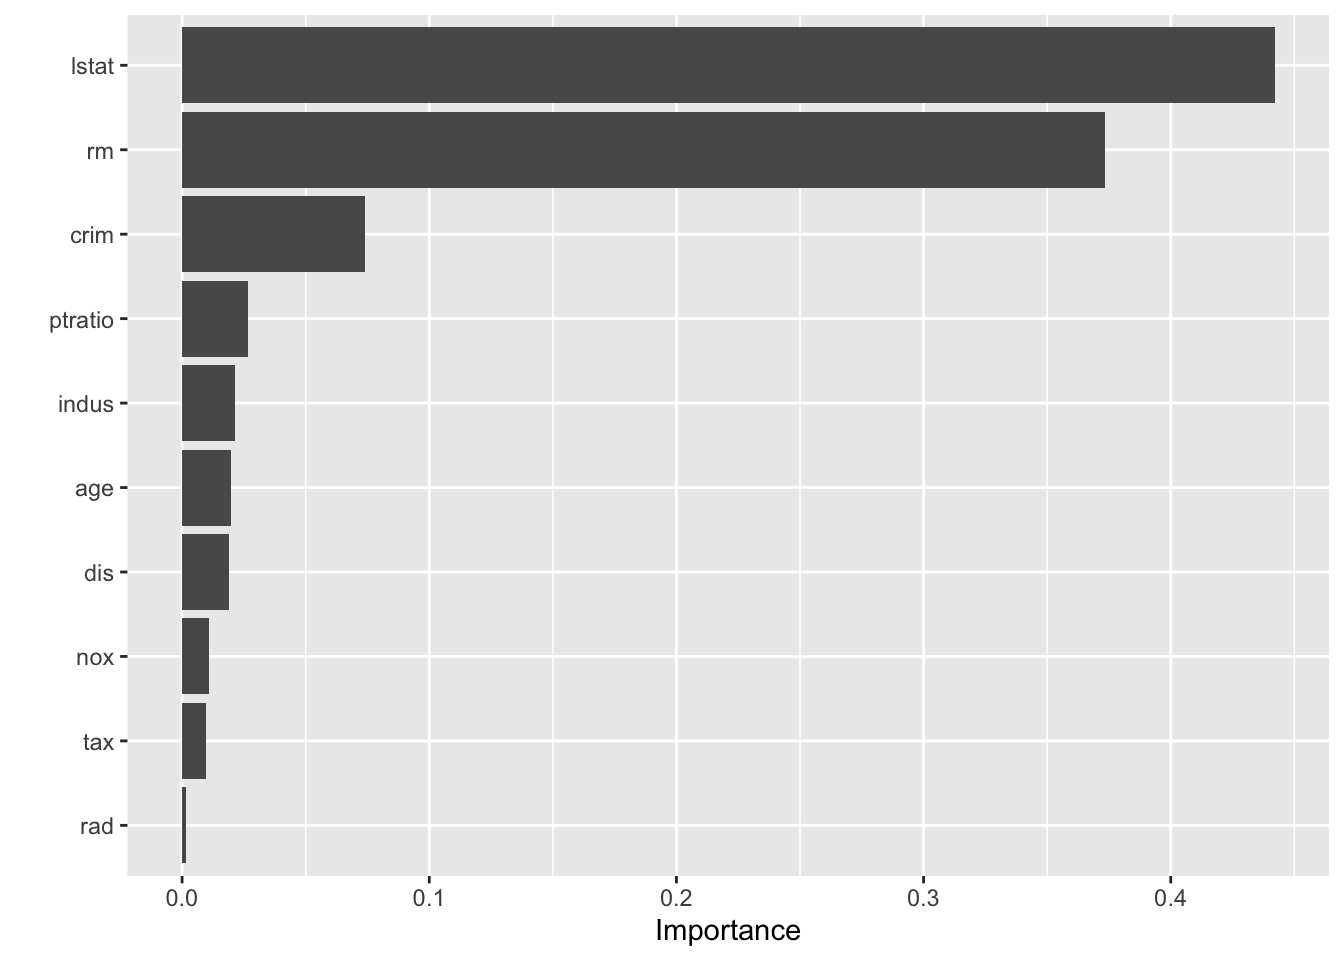 lstat
rm
crim
ptratio
indus
age
dis
nox
tax
rad
0.0 0.1 0.2 0.3 0.4
Importance